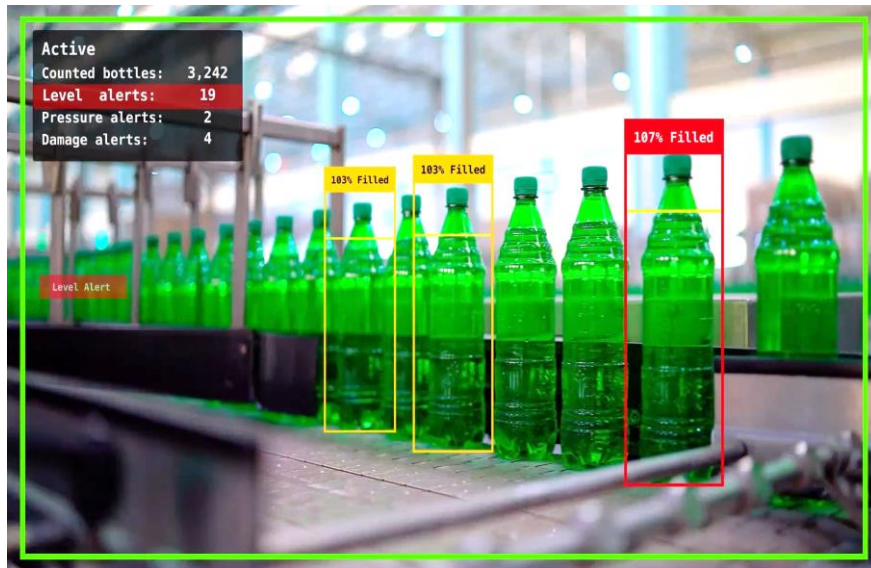 Active
Counted bottles: 3,242
Level alerts: 19
Pressure alerts: 2
Damage alerts: 4
103% Filled
103% Filled
107% Filled
Level Alert